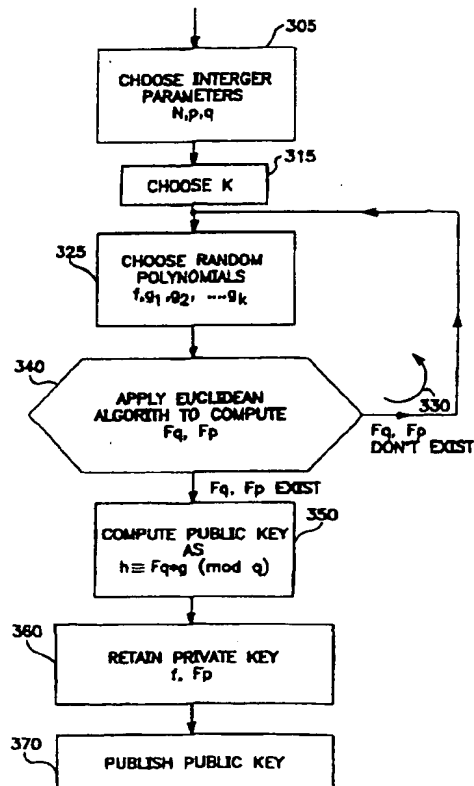 305
CHOOSE INTERGER
PARAMETERS
N,p,q
315
CHOOSE K
325
CHOOSE RANDOM
POLYNOMIALS
f,g1,g2, ....gk
340
APPLY EUCLIDEAN
ALGORITH TO COMPUTE
Fq, Fp
330
Fq, Fp
DON'T EXIST
Fq, Fp EXIST
350
COMPUTE PUBLIC KEY
AS
h ≡ Fq*g (mod q)
360
RETAIN PRIVATE KEY
f, Fp
370
PUBLISH PUBLIC KEY